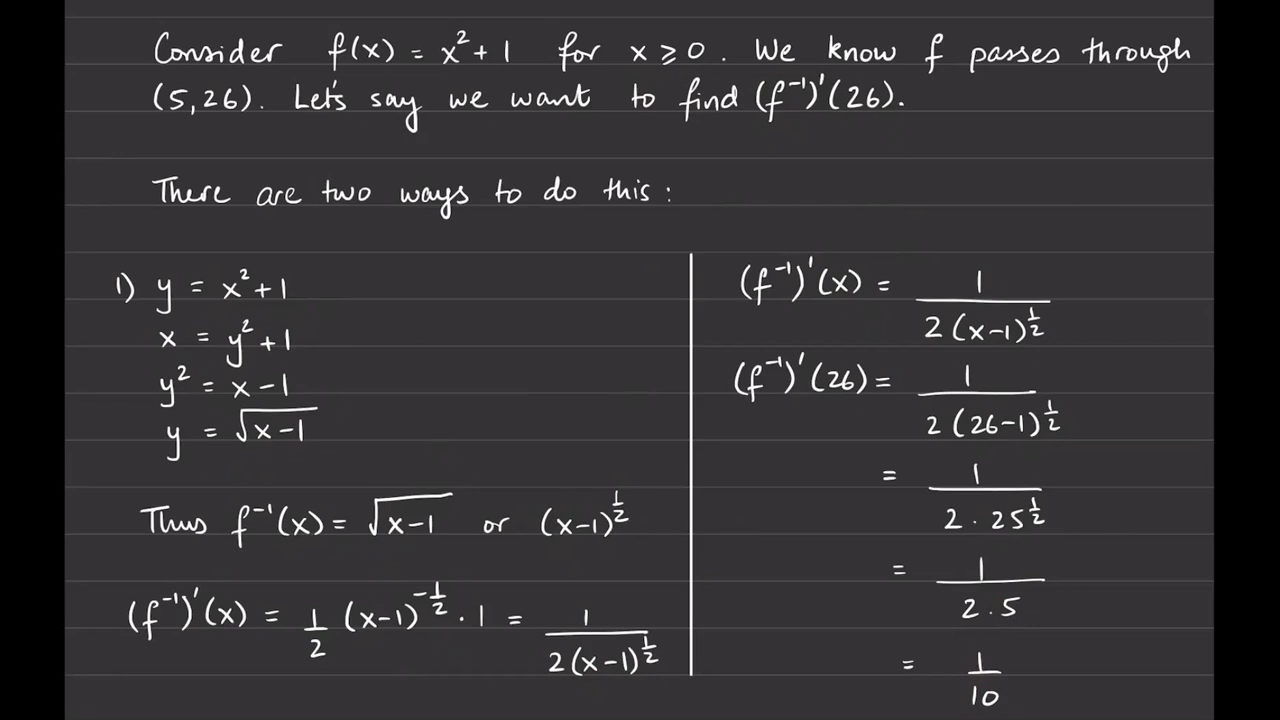 Consider f(x) = x² + 1 for x ≥ 0. We know f passes through
(5,26). Let's say we want to find (f⁻¹)'(26).
There are two ways to do this:
1) y = x² + 1
x = y² + 1
y² = x − 1
y = √(x−1)
Thus f⁻¹(x) = √(x−1) or (x−1)^(1/2)
(f⁻¹)'(x) = 1/2 (x−1)^(−1/2) · 1 = 1/(2(x−1)^(1/2))
(f⁻¹)'(x) = 1/(2(x−1)^(1/2))
(f⁻¹)'(26) = 1/(2(26−1)^(1/2))
= 1/(2 · 25^(1/2))
= 1/(2 · 5)
= 1/10